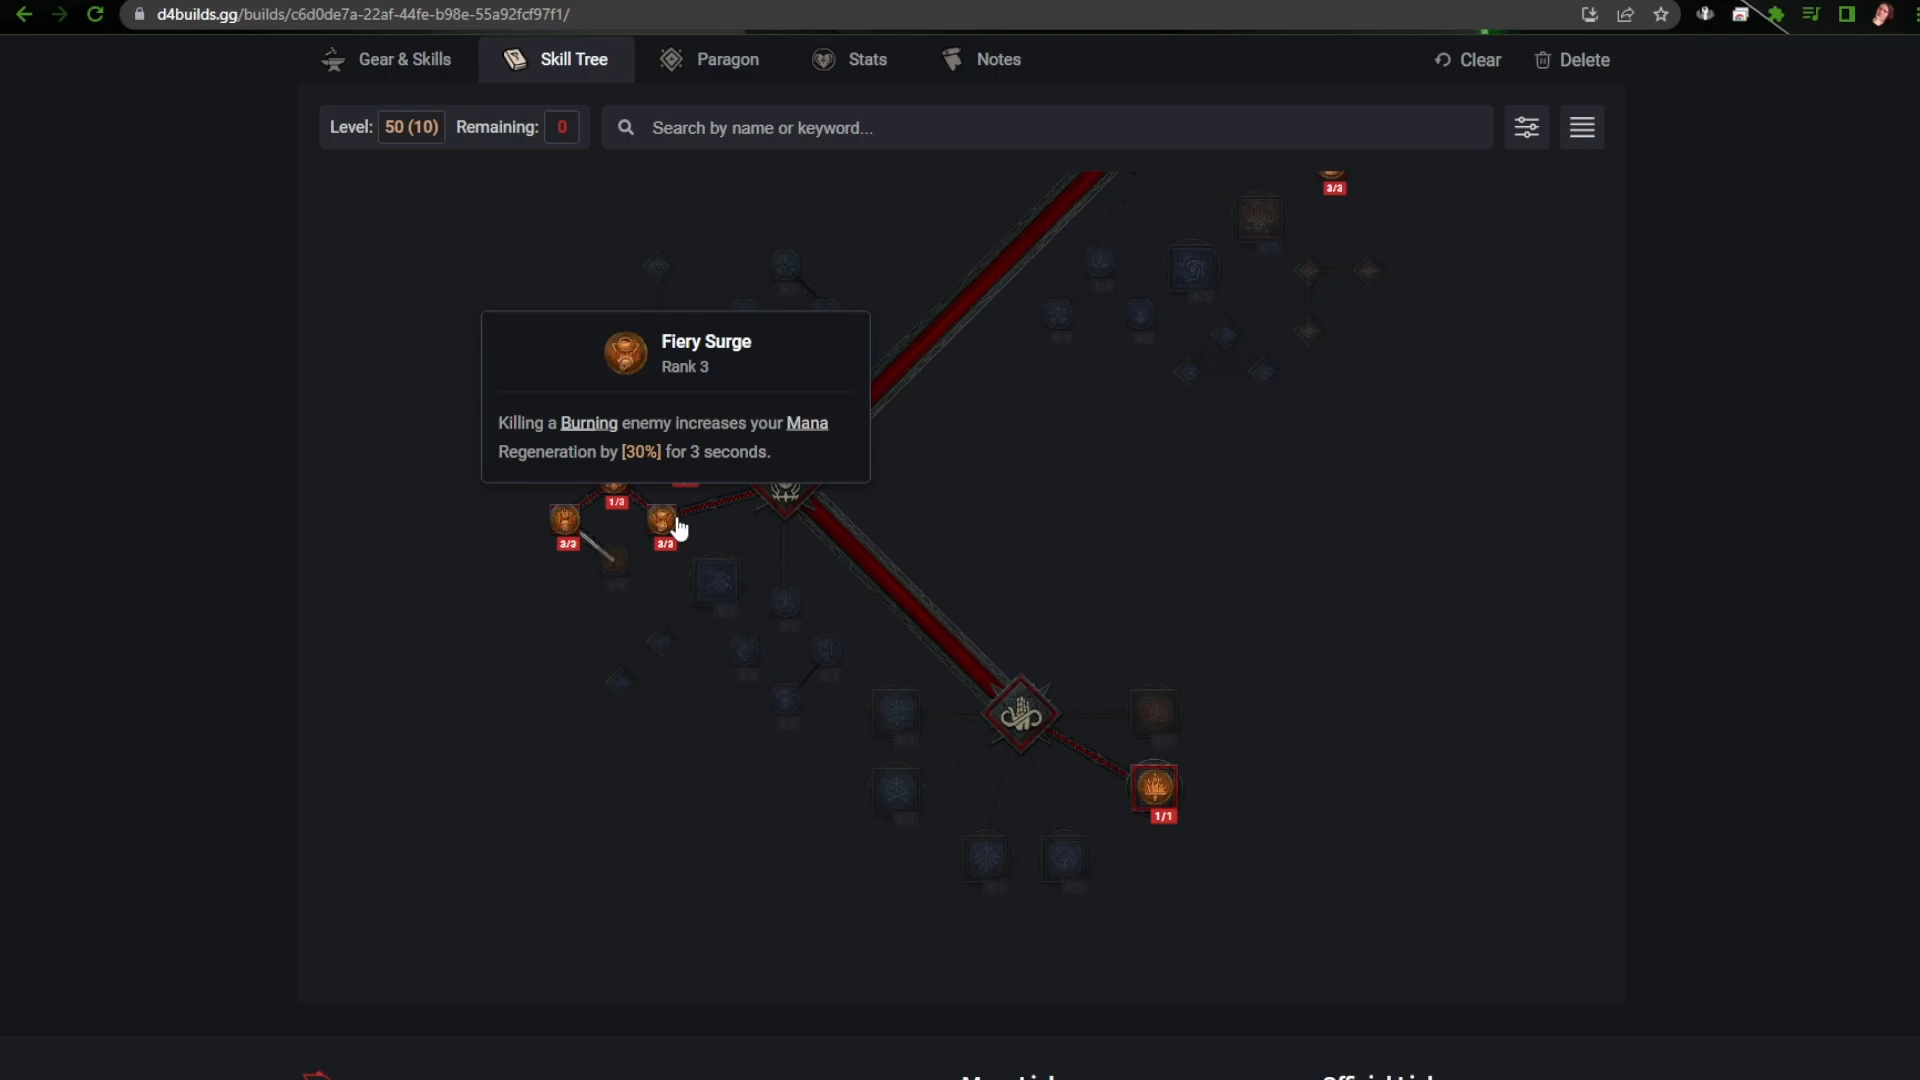 d4builds.gg/builds/c6d0de7a-22af-44fe-b98e-55a92fcf97f1/
Gear & Skills
Skill Tree
Paragon
Stats
Notes
Clear
Delete
Level: 50 (10) Remaining: 0
Search by name or keyword...
3/3
Fiery Surge
Rank 3
Killing a Burning enemy increases your Mana
Regeneration by [30%] for 3 seconds.
1/3
3/3
3/3
1/1